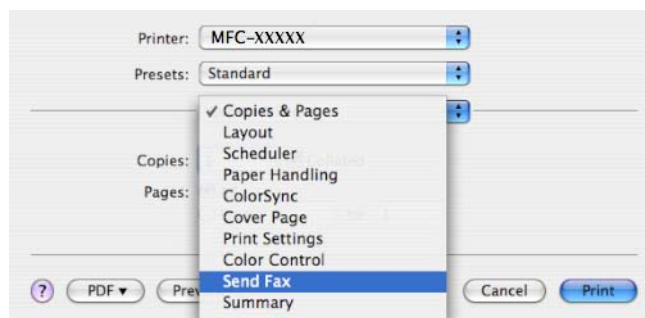 Printer: MFC-XXXXX
Presets: Standard
✓ Copies & Pages
Layout
Scheduler
Copies:
Paper Handling
Pages:
ColorSync
Cover Page
Print Settings
Color Control
Send Fax
Summary
? PDF ▾ Prev Cancel Print